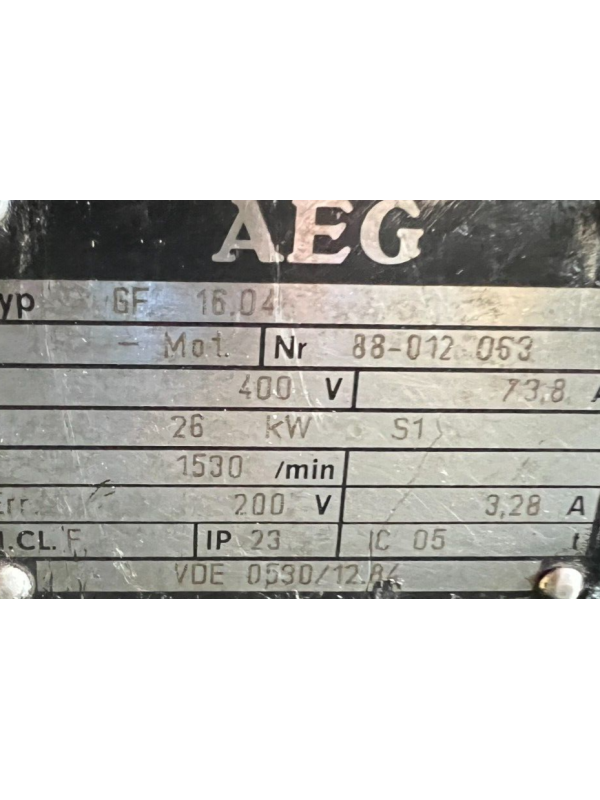 AEG
yp GF 16.04
- Mot. Nr 88-012 063
400 V 73,8 A
26 kW S1
1530 /min
Err. 200 V 3,28 A
.CL. F IP 23 IC 05 t
VDE 0530/12.84